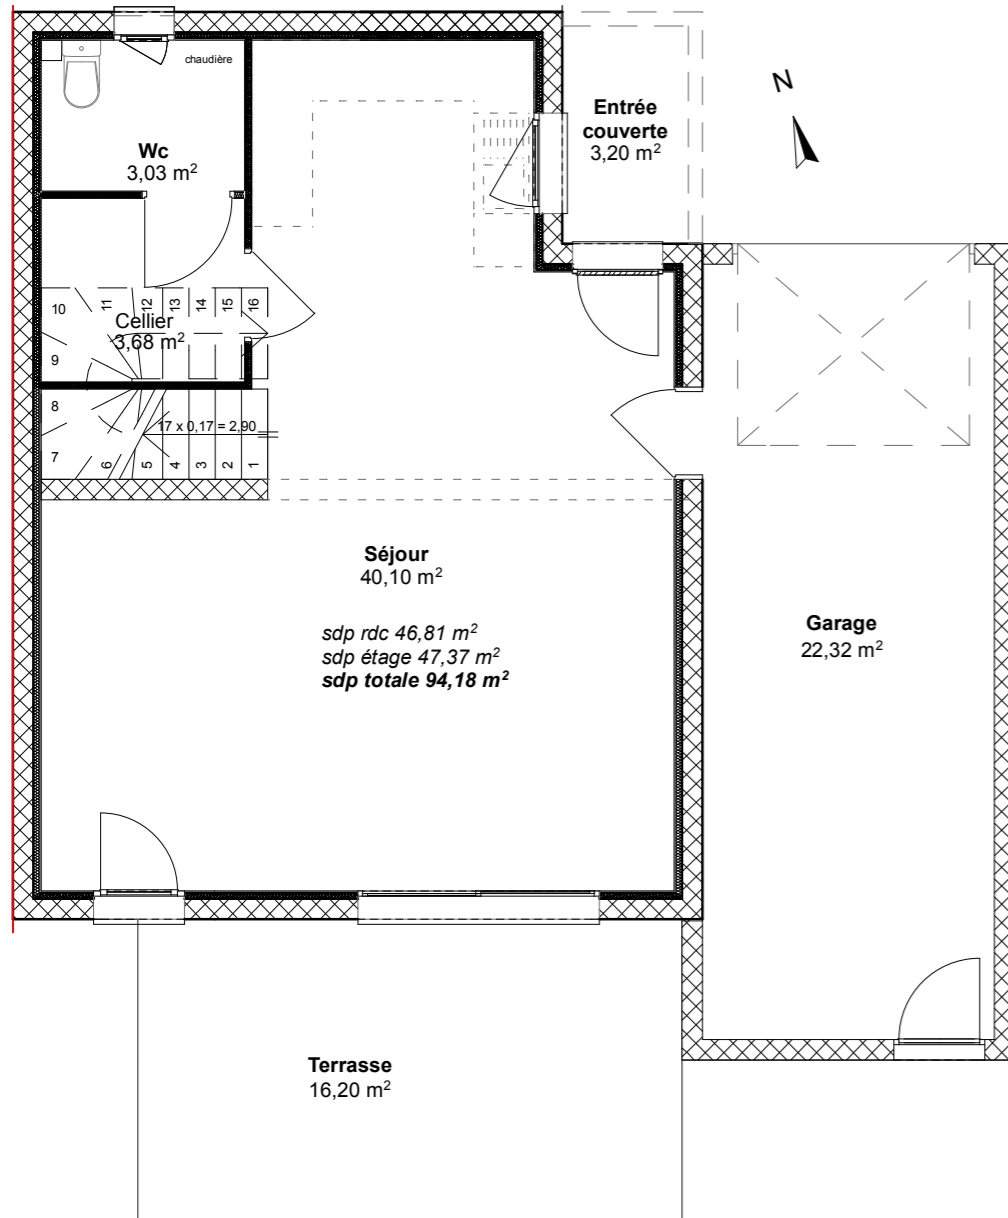 chaudière
N
Entrée
couverte
3,20 m²
Wc
3,03 m²
10
11
12
13
14
15
16
Cellier
3,68 m²
9
8
17 x 0,17 = 2,90
7
6
5
4
3
2
1
Séjour
40,10 m²
sdp rdc 46,81 m²
sdp étage 47,37 m²
sdp totale 94,18 m²
Garage
22,32 m²
Terrasse
16,20 m²